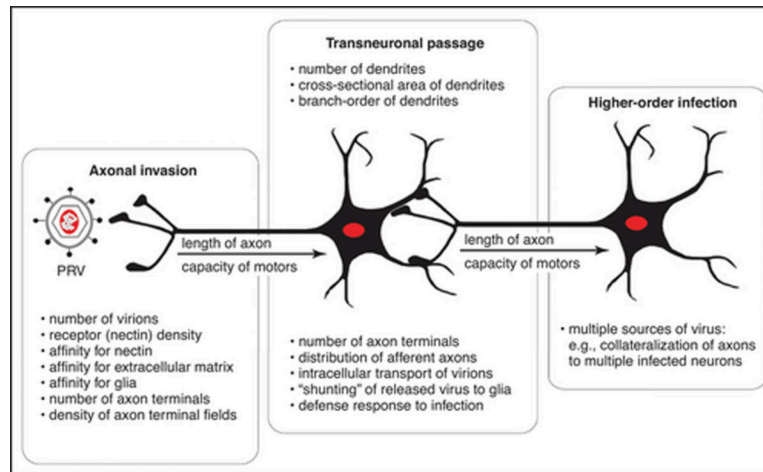 Transneuronal passage
• number of dendrites
• cross-sectional area of dendrites
• branch-order of dendrites
Higher-order infection
Axonal invasion
PRV
length of axon
capacity of motors
length of axon
capacity of motors
• number of virions
• receptor (nectin) density
• affinity for nectin
• affinity for extracellular matrix
• affinity for glia
• number of axon terminals
• density of axon terminal fields
• number of axon terminals
• distribution of afferent axons
• intracellular transport of virions
• “shunting” of released virus to glia
• defense response to infection
• multiple sources of virus:
e.g., collateralization of axons
to multiple infected neurons